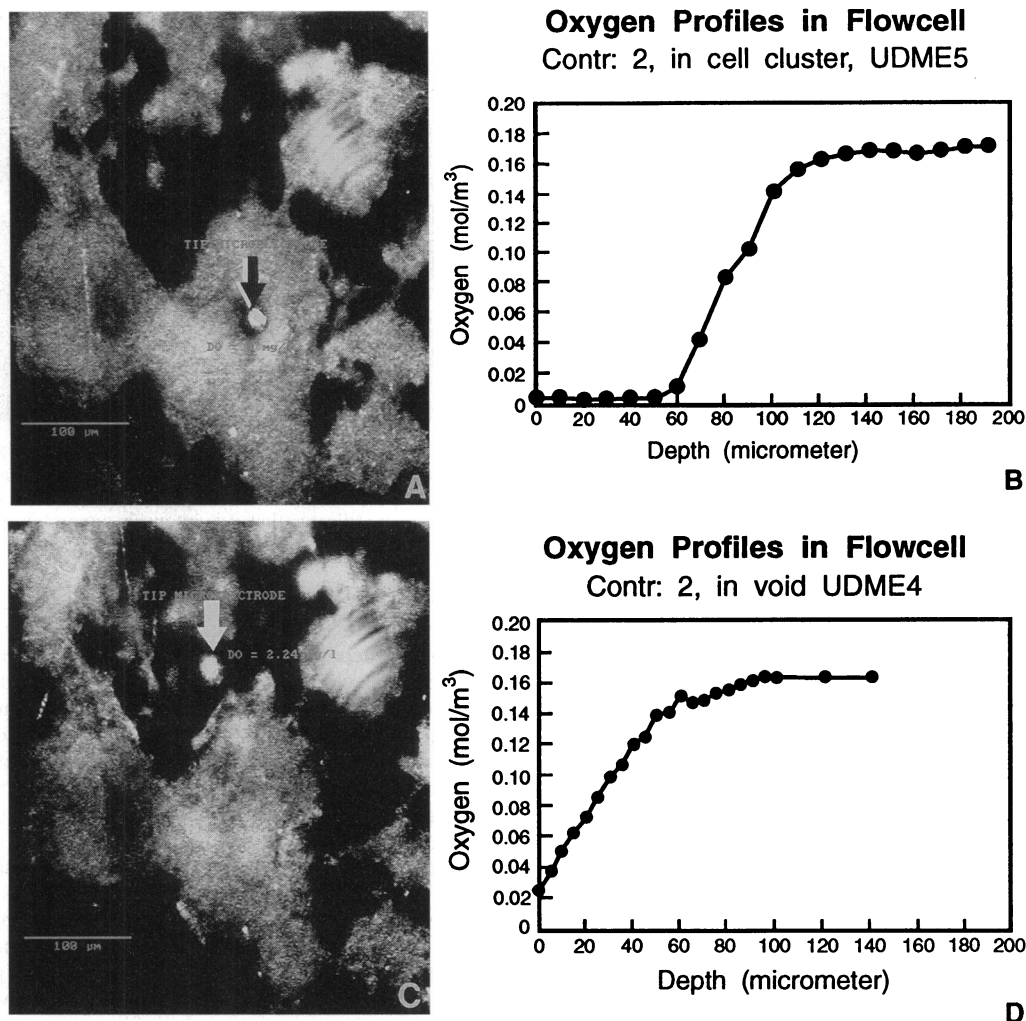 TIP
DO
mg/
100 µm
A
Oxygen Profiles in Flowcell
Contr: 2, in cell cluster, UDME5
Oxygen (mol/m³)
0.20
0.18
0.16
0.14
0.12
0.10
0.08
0.06
0.04
0.02
0
0 20 40 60 80 100 120 140 160 180 200
Depth (micrometer)
B
TIP
DO = 2.24
100 µm
C
Oxygen Profiles in Flowcell
Contr: 2, in void UDME4
Oxygen (mol/m³)
0.20
0.18
0.16
0.14
0.12
0.10
0.08
0.06
0.04
0.02
0
0 20 40 60 80 100 120 140 160 180 200
Depth (micrometer)
D